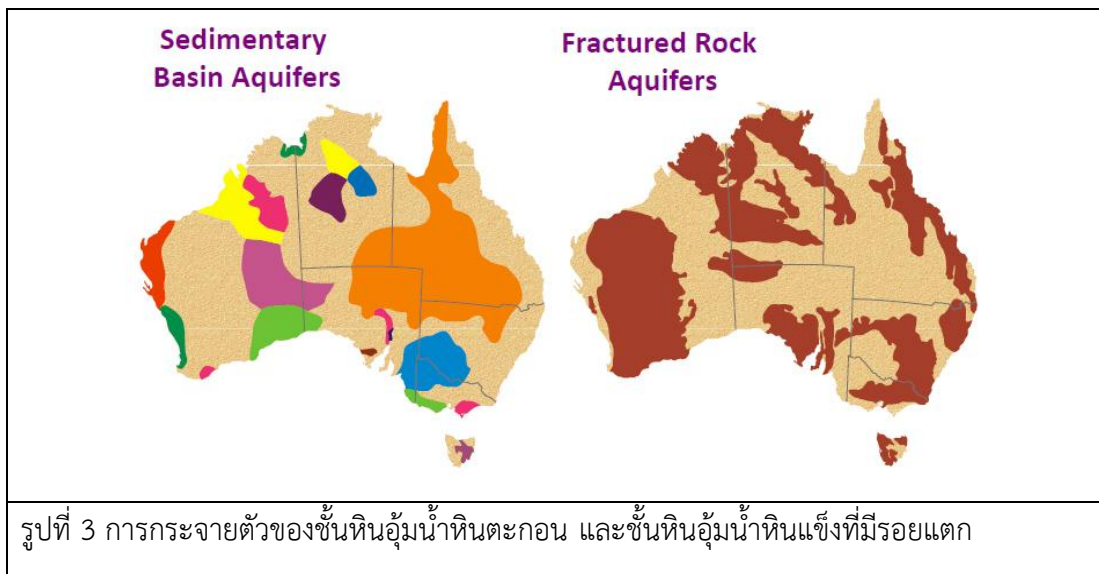 Sedimentary
Basin Aquifers
Fractured Rock
Aquifers
รูปที่ 3 การกระจายตัวของชั้นหินอุ้มน้ำหินตะกอน และชั้นหินอุ้มน้ำหินแข็งที่มีรอยแตก